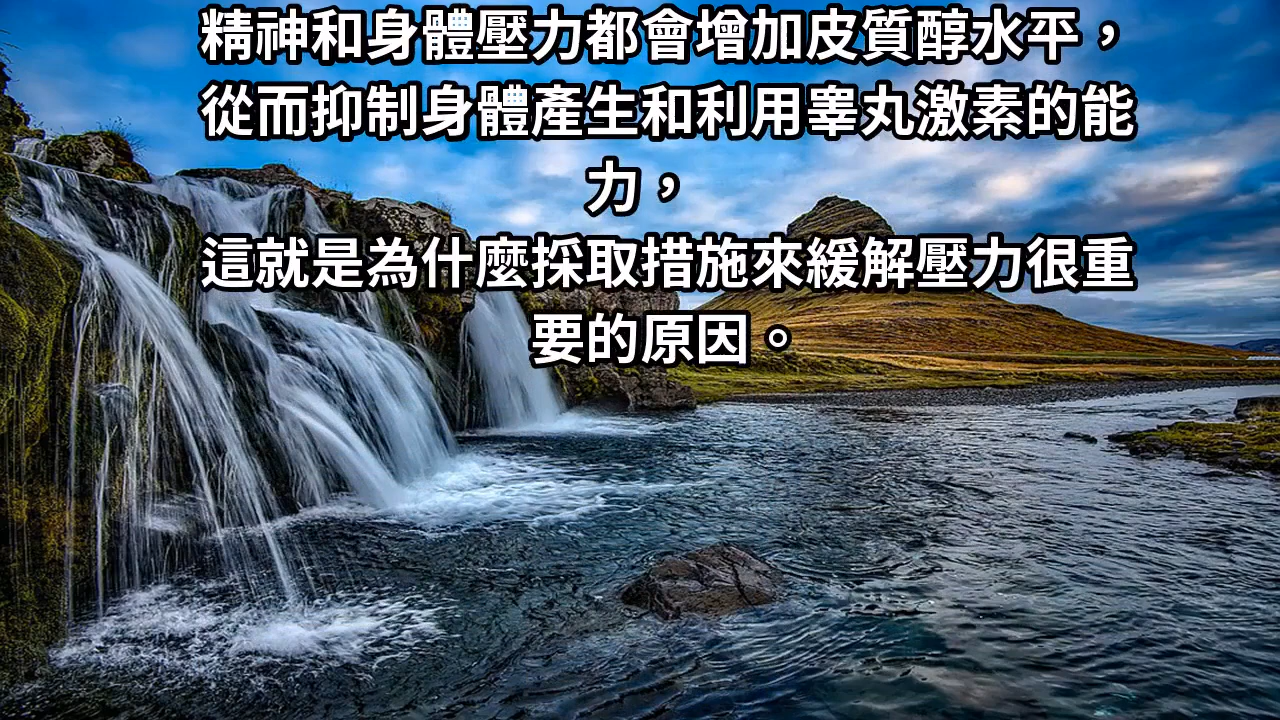 精神和身體壓力都會增加皮質醇水平，
從而抑制身體產生和利用睾丸激素的能
力，
這就是為什麼採取措施來緩解壓力很重
要的原因。